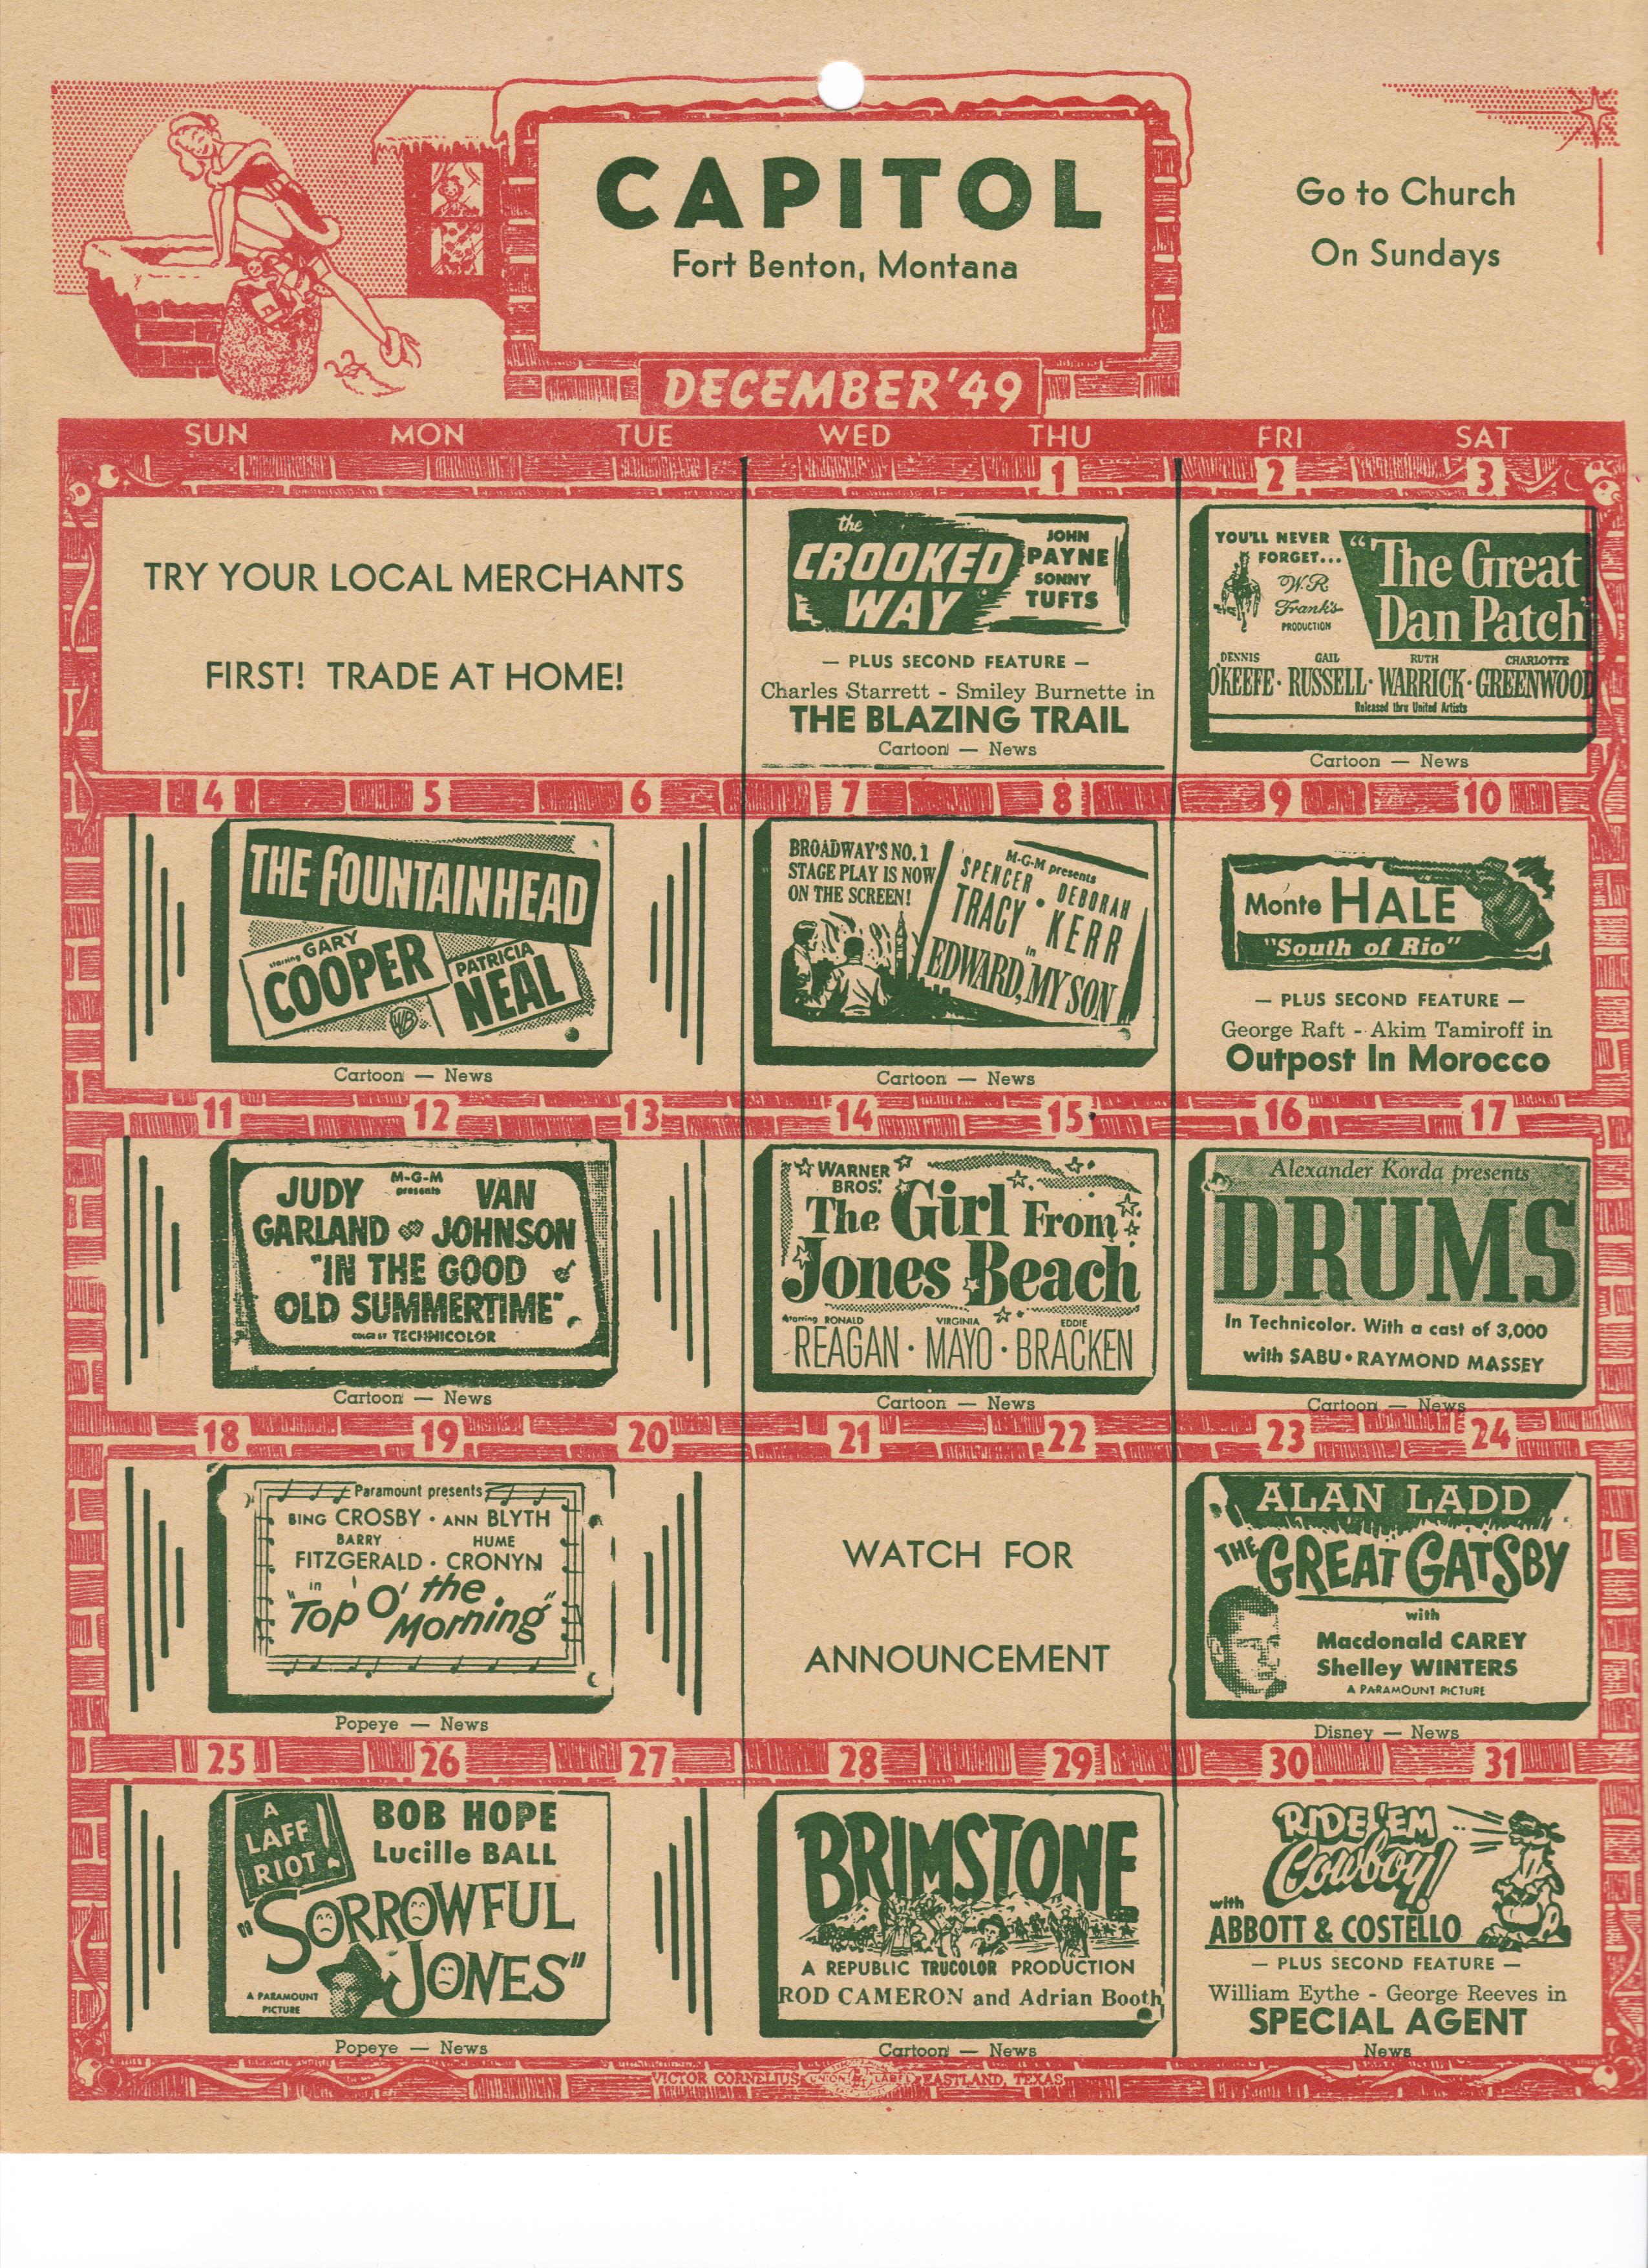 CAPITOL
Fort Benton, Montana
Go to Church
On Sundays
DECEMBER '49
SUN MON TUE WED THU FRI SAT
1 2 3
TRY YOUR LOCAL MERCHANTS
FIRST! TRADE AT HOME!
the
CROOKED
WAY
JOHN
PAYNE
SONNY
TUFTS
— PLUS SECOND FEATURE —
Charles Starrett - Smiley Burnette in
THE BLAZING TRAIL
Cartoon — News
YOU'LL NEVER
FORGET...
W.R.
Frank's
PRODUCTION
"The Great
Dan Patch"
DENNIS GAIL RUTH CHARLOTTE
O'KEEFE · RUSSELL · WARRICK · GREENWOOD
Released thru United Artists
Cartoon — News
4 5 6 7 8 9 10
THE FOUNTAINHEAD
starring GARY
COOPER
PATRICIA
NEAL
WB
Cartoon — News
BROADWAY'S NO. 1
STAGE PLAY IS NOW
ON THE SCREEN!
M-G-M presents
SPENCER · DEBORAH
TRACY KERR
in
EDWARD, MY SON
Cartoon — News
Monte HALE
"South of Rio"
— PLUS SECOND FEATURE —
George Raft - Akim Tamiroff in
Outpost In Morocco
11 12 13 14 15 16 17
M-G-M
presents
JUDY VAN
GARLAND JOHNSON
"IN THE GOOD
OLD SUMMERTIME"
COLOR BY TECHNICOLOR
Cartoon — News
WARNER
BROS.'
The Girl From
Jones Beach
starring RONALD VIRGINIA EDDIE
REAGAN · MAYO · BRACKEN
Cartoon — News
Alexander Korda presents
DRUMS
In Technicolor. With a cast of 3,000
with SABU • RAYMOND MASSEY
Cartoon — News
18 19 20 21 22 23 24
Paramount presents
BING CROSBY · ANN BLYTH
BARRY HUME
FITZGERALD · CRONYN
in
"Top O' the
Morning"
Popeye — News
WATCH FOR
ANNOUNCEMENT
ALAN LADD
THE GREAT GATSBY
with
Macdonald CAREY
Shelley WINTERS
A PARAMOUNT PICTURE
Disney — News
25 26 27 28 29 30 31
A
LAFF
RIOT!
BOB HOPE
Lucille BALL
"SORROWFUL
JONES"
A PARAMOUNT
PICTURE
Popeye — News
BRIMSTONE
A REPUBLIC TRUCOLOR PRODUCTION
ROD CAMERON and Adrian Booth
Cartoon — News
RIDE 'EM
Cowboy!
with
ABBOTT & COSTELLO
— PLUS SECOND FEATURE —
William Eythe - George Reeves in
SPECIAL AGENT
News
VICTOR CORNELIUS UNION LABEL EASTLAND, TEXAS